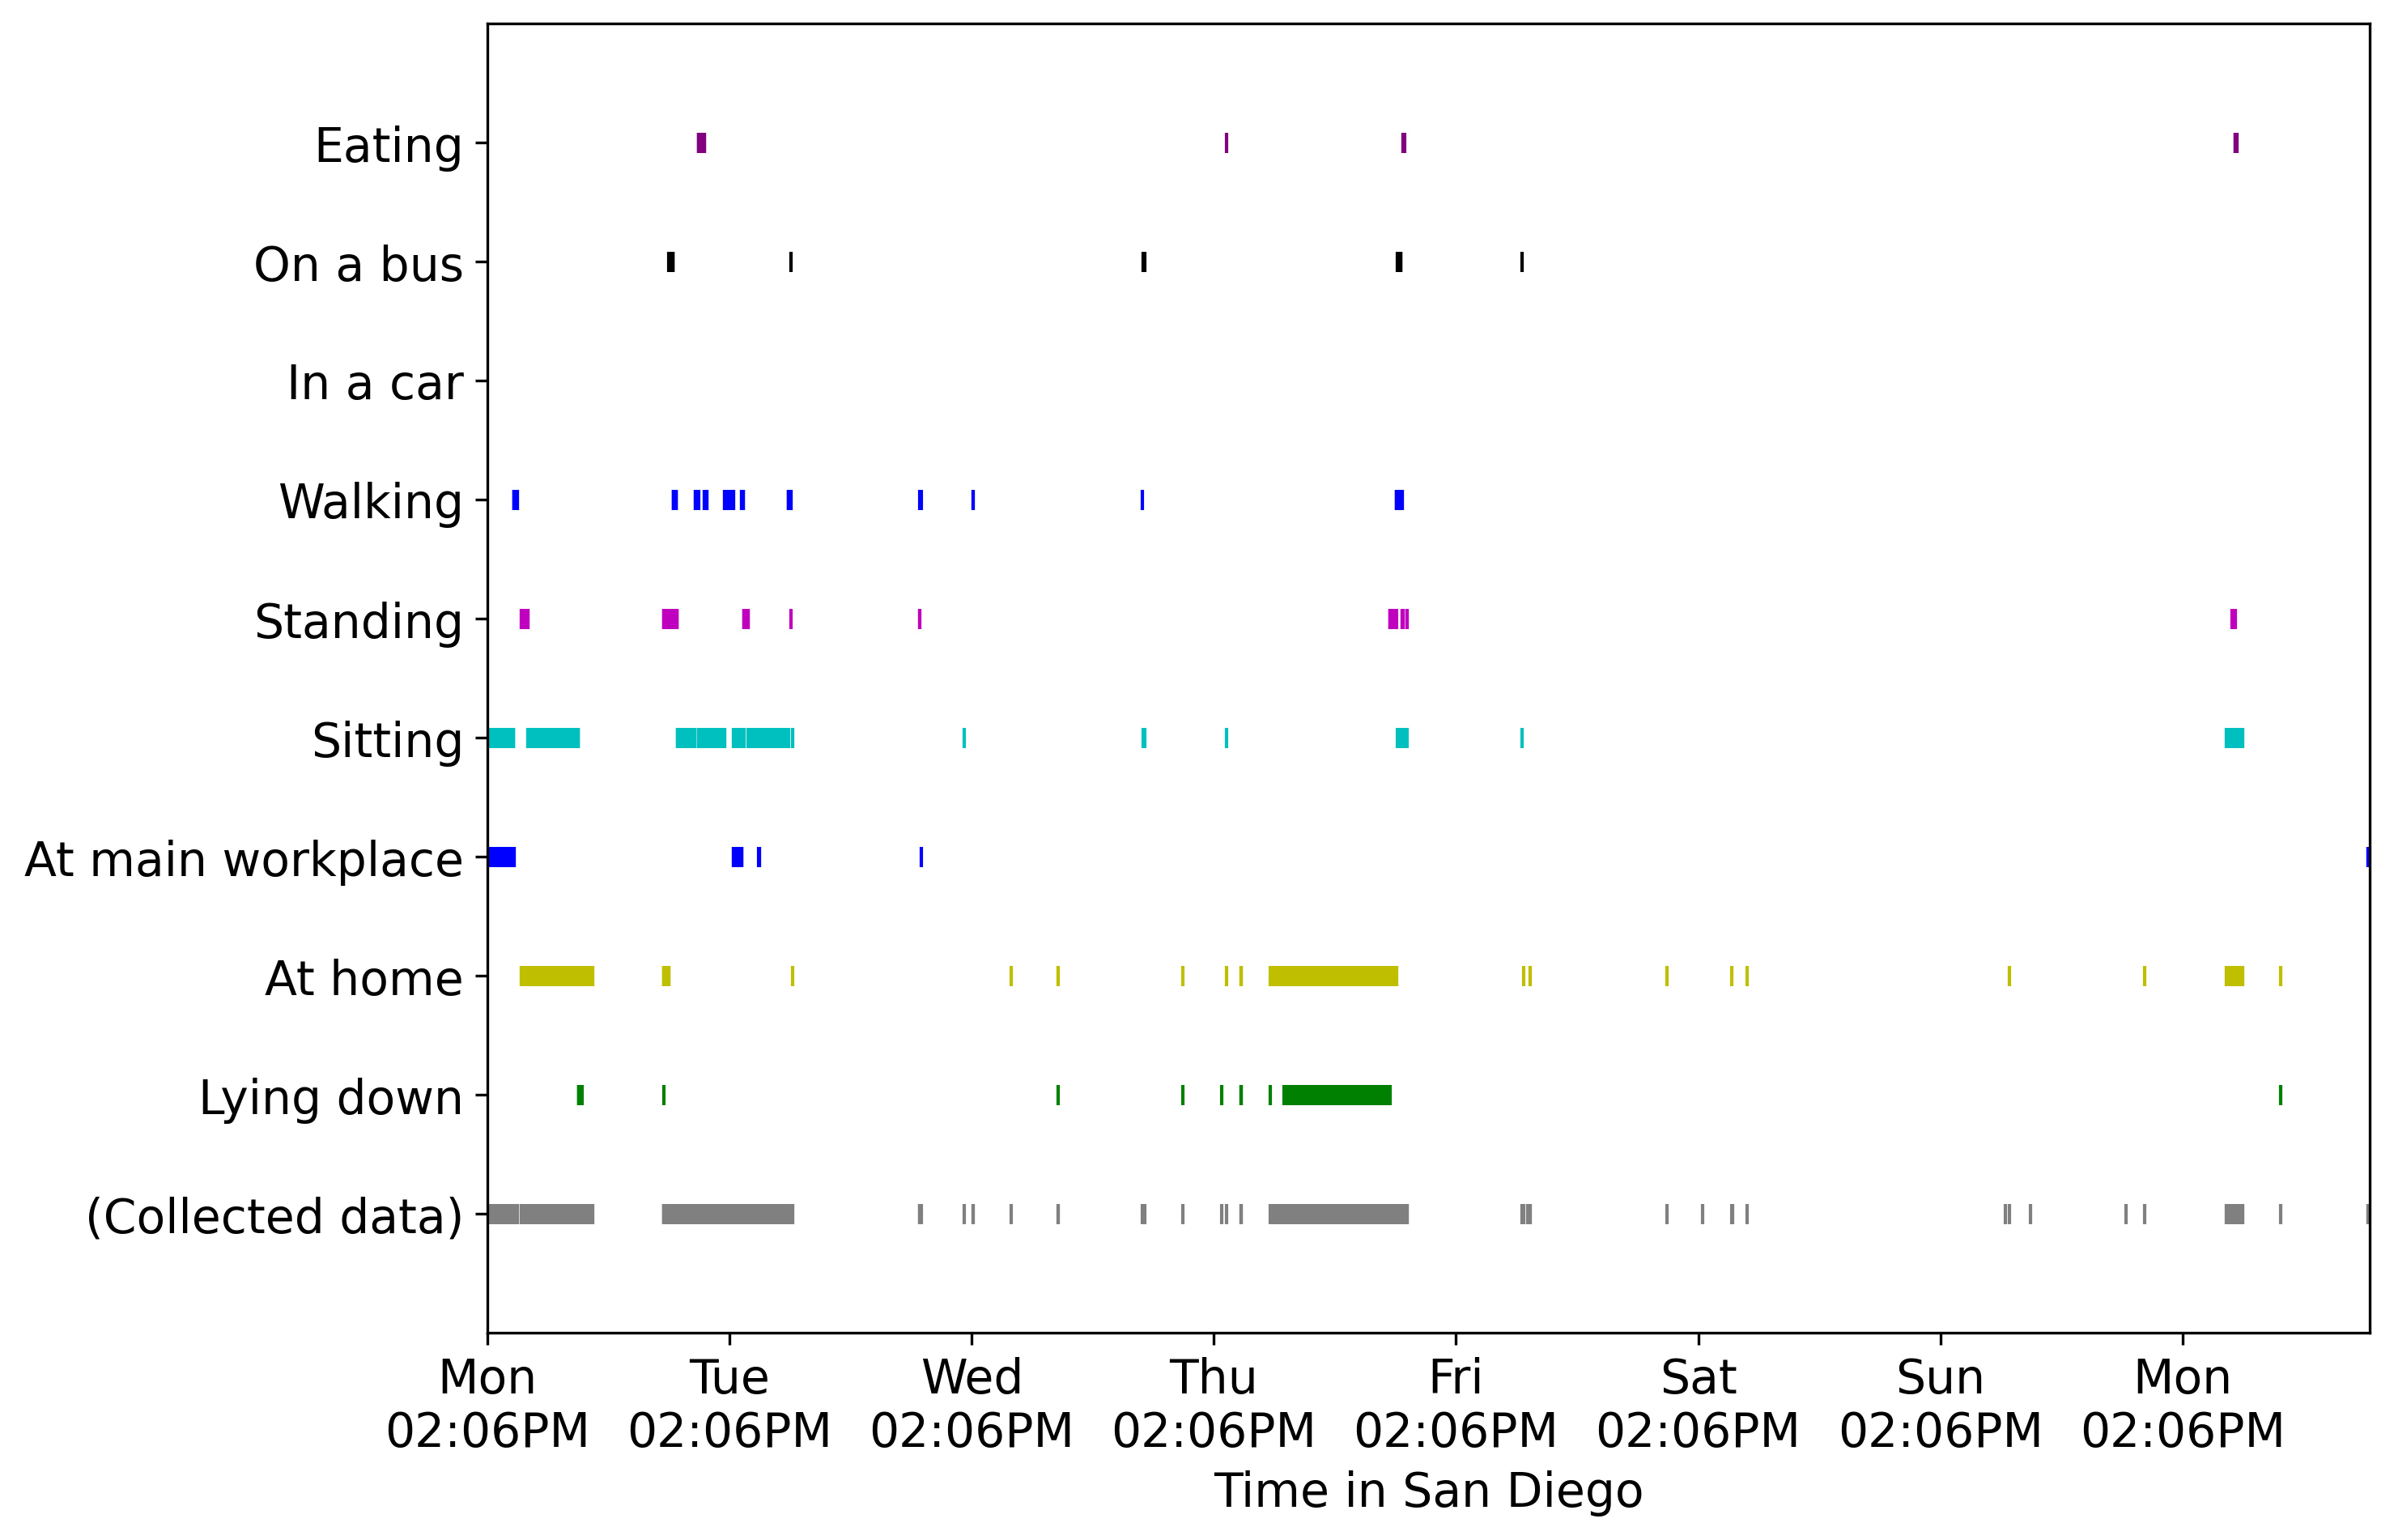 Eating
On a bus
In a car
Walking
Standing
Sitting
At main workplace
At home
Lying down
(Collected data)
Mon Tue Wed Thu Fri Sat Sun Mon
02:06PM 02:06PM 02:06PM 02:06PM 02:06PM 02:06PM 02:06PM 02:06PM
Time in San Diego